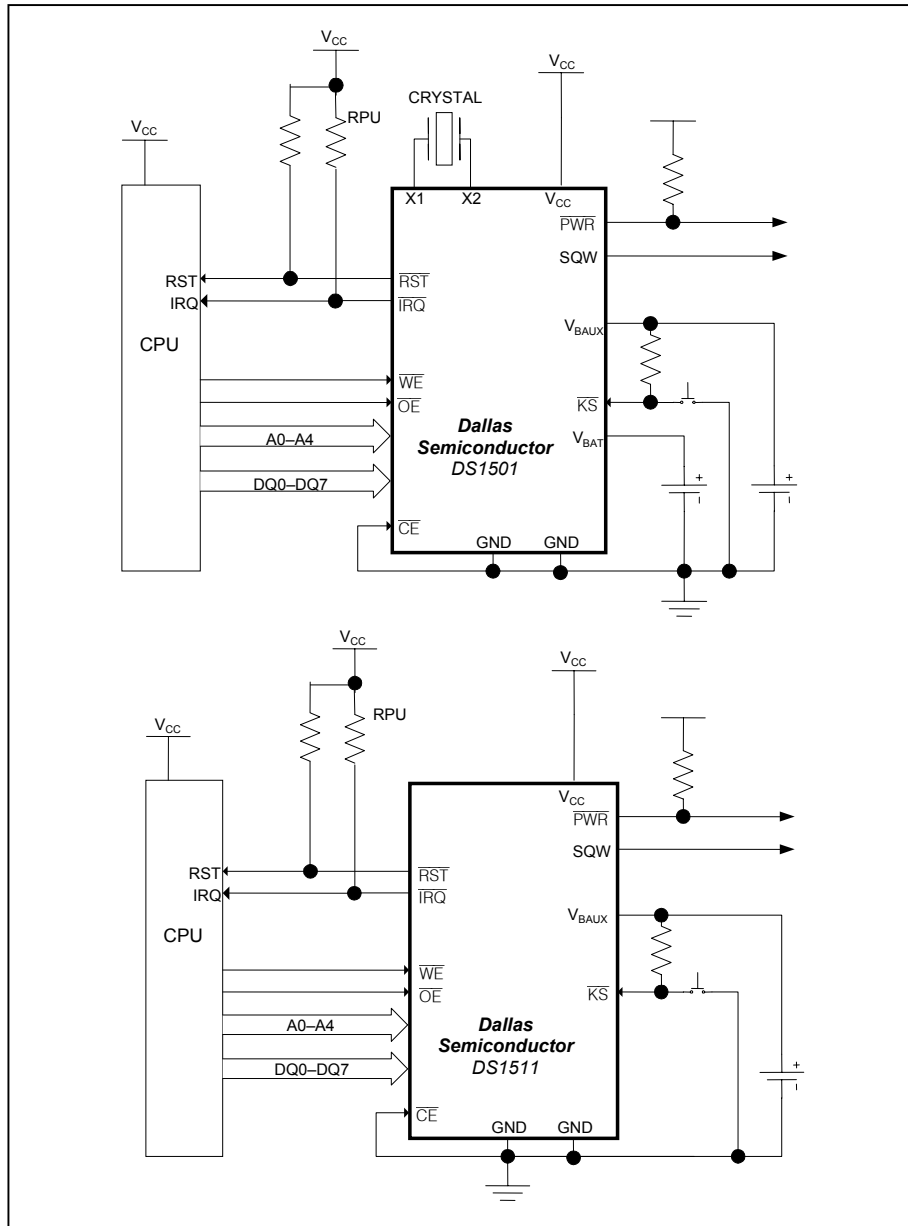 VCC
VCC
CRYSTAL
RPU
VCC
X1
X2
VCC
PWR
SQW
RST
RST
IRQ
IRQ
VBAUX
CPU
WE
KS
OE
Dallas
Semiconductor
DS1501
A0–A4
VBAT
+
-
+
-
DQ0–DQ7
CE
GND
GND
VCC
VCC
RPU
VCC
VCC
PWR
SQW
RST
RST
IRQ
IRQ
VBAUX
CPU
WE
KS
OE
A0–A4
Dallas
Semiconductor
DS1511
DQ0–DQ7
+
-
CE
GND
GND